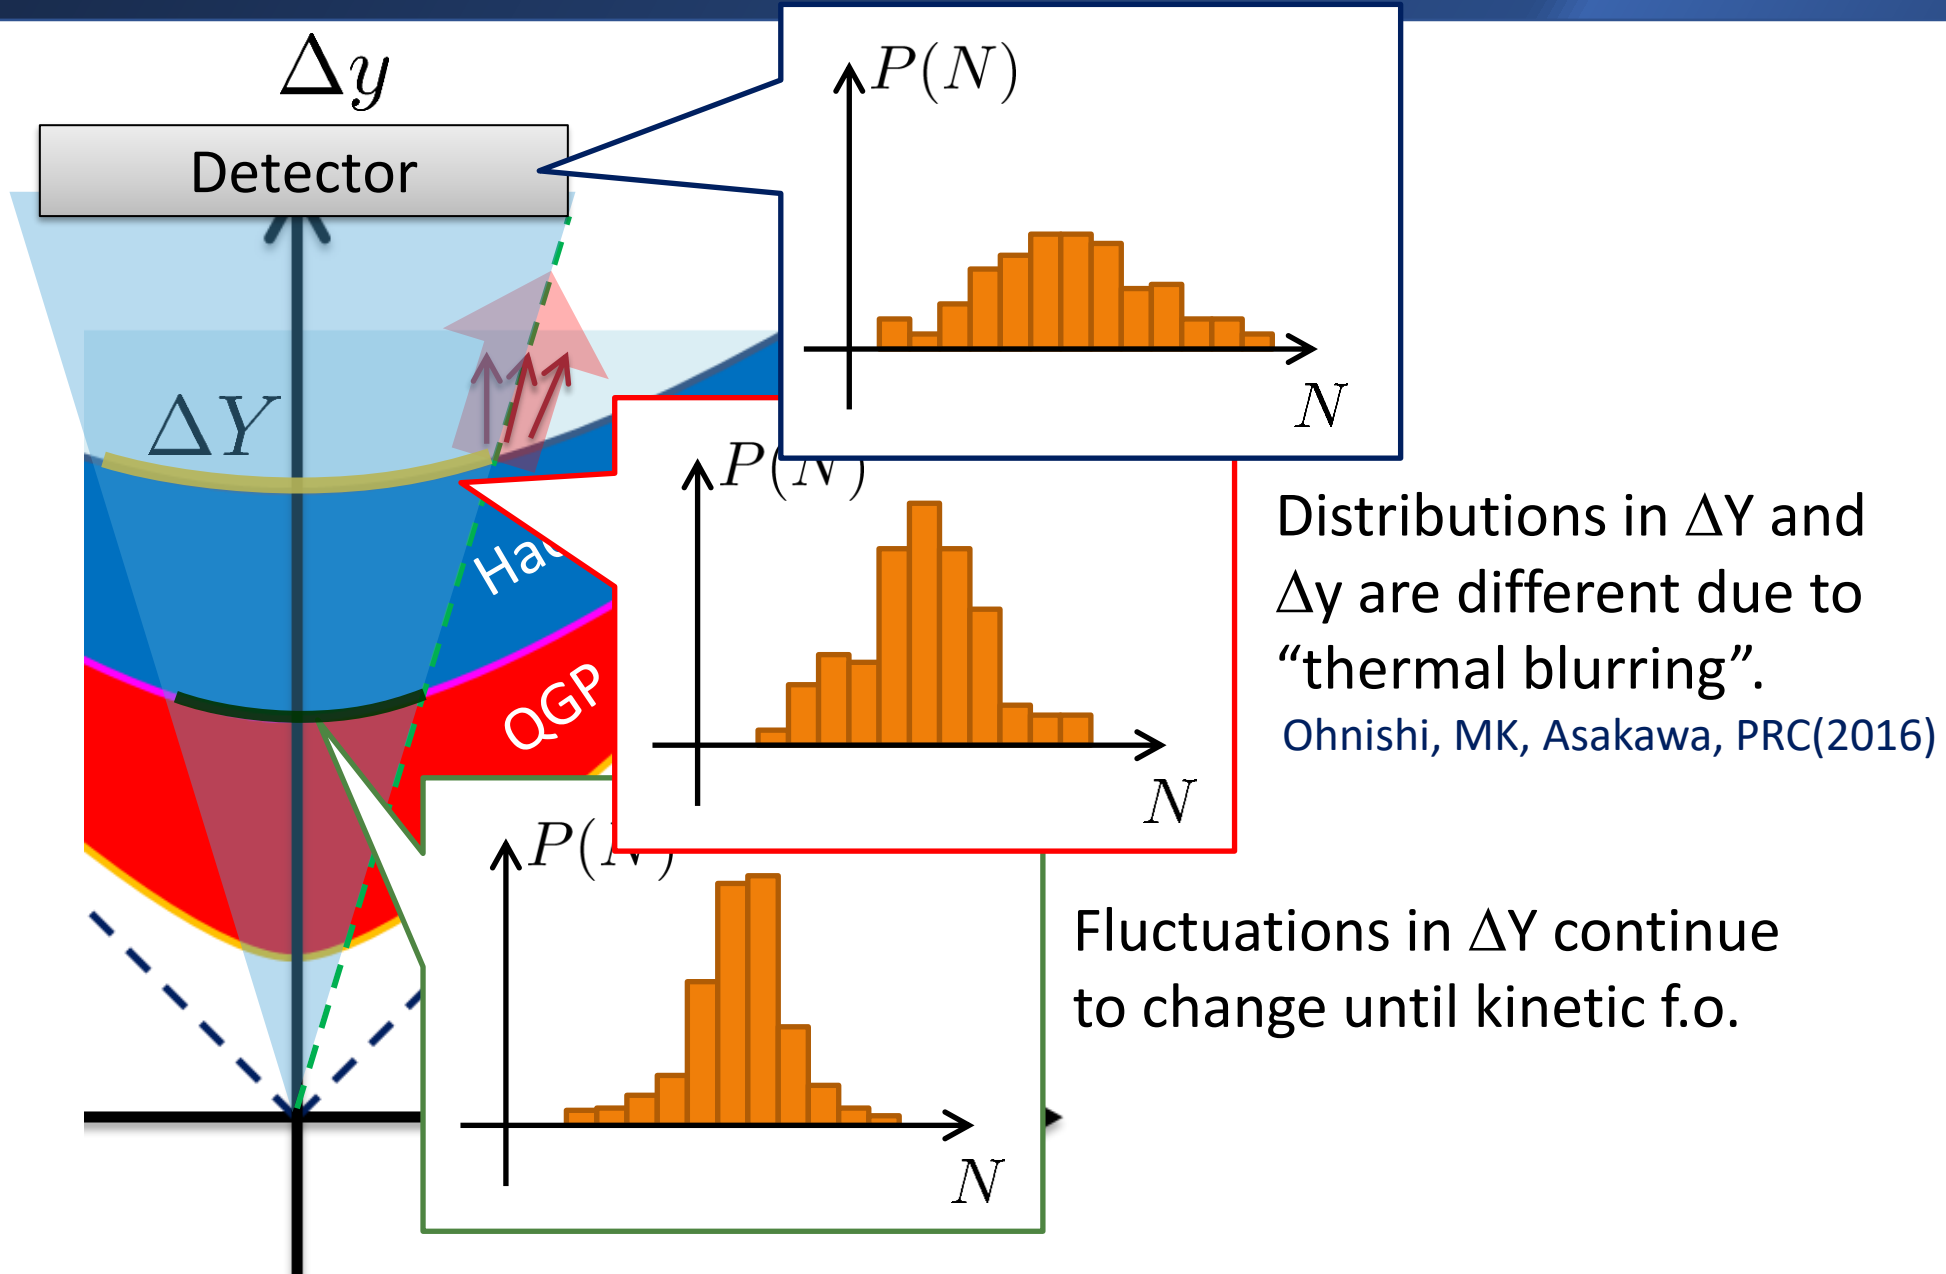 Δy
Detector
P(N)
N
ΔY
P(N)
N
QGP
P(N)
N
Distributions in ΔY and
Δy are different due to
“thermal blurring”.
Ohnishi, MK, Asakawa, PRC(2016)
Fluctuations in ΔY continue
to change until kinetic f.o.